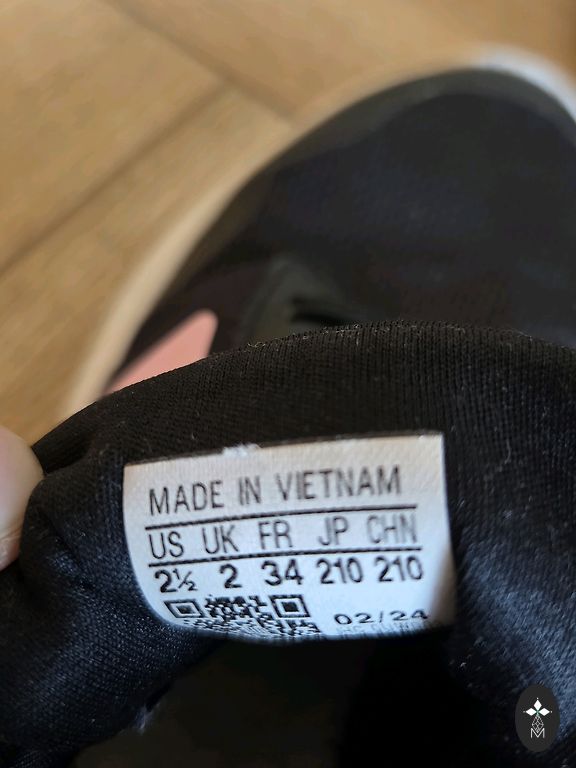 MADE IN VIETNAM
US UK FR JP CHN
2½ 2 34 210 210
02/24
M